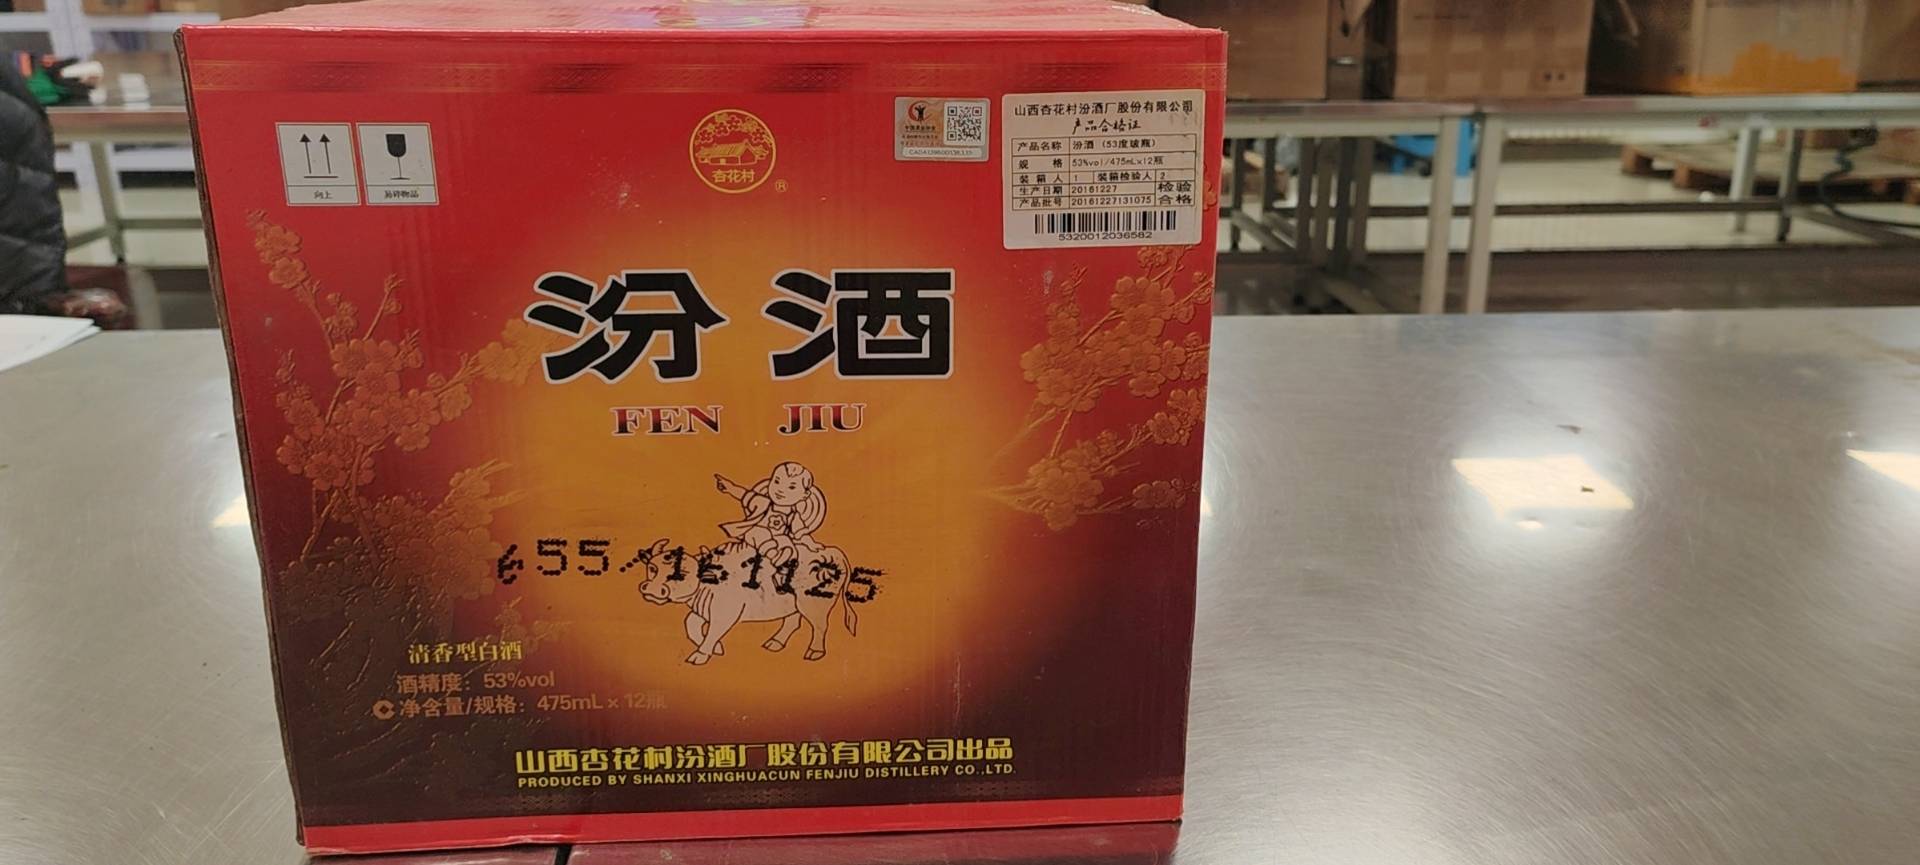 向上
易碎物品
杏花村
®
山西杏花村汾酒厂股份有限公司
产品合格证
产品名称 汾酒（53度玻瓶）
规 格 53%vol/475mL×12瓶
装箱人 1 装箱检验人 2
生产日期 20161227 检验
产品批号 20161227131075 合格
5320012036582
汾酒
FEN JIU
655/161125
清香型白酒
酒精度：53%vol
净含量/规格：475mL×12瓶
山西杏花村汾酒厂股份有限公司出品
PRODUCED BY SHANXI XINGHUACUN FENJIU DISTILLERY CO.,LTD.